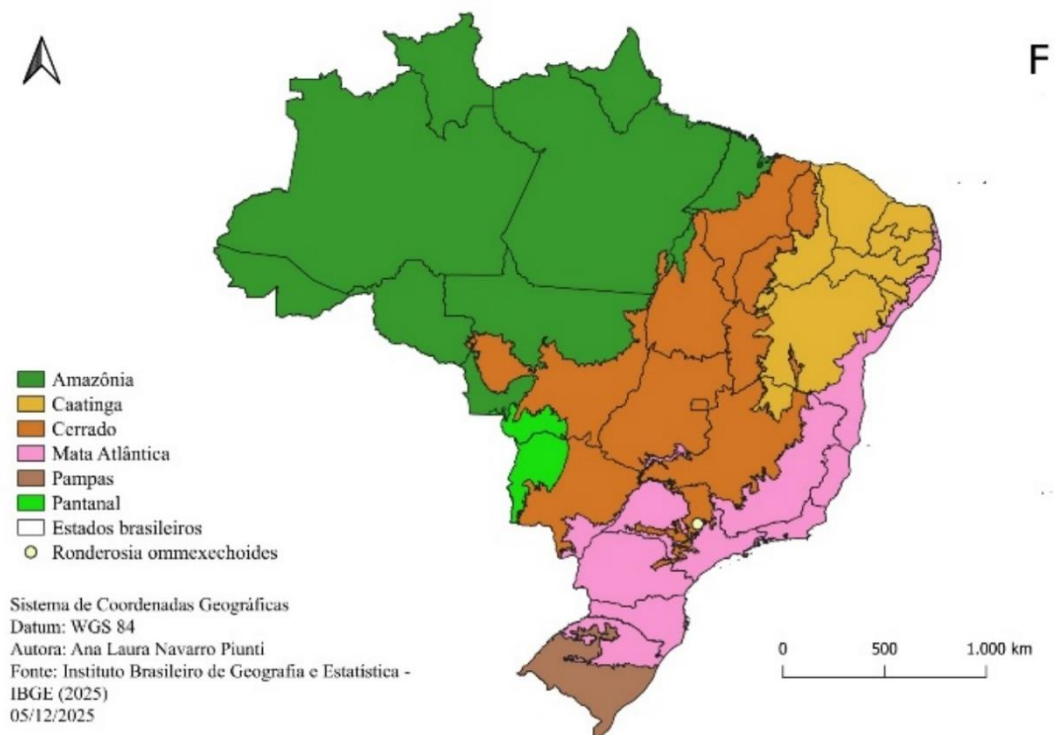 F
Amazônia
Caatinga
Cerrado
Mata Atlântica
Pampas
Pantanal
Estados brasileiros
Ronderosia ommexechoides
Sistema de Coordenadas Geográficas
Datum: WGS 84
Autora: Ana Laura Navarro Piunti
Fonte: Instituto Brasileiro de Geografia e Estatística -
IBGE (2025)
05/12/2025
0 500 1.000 km